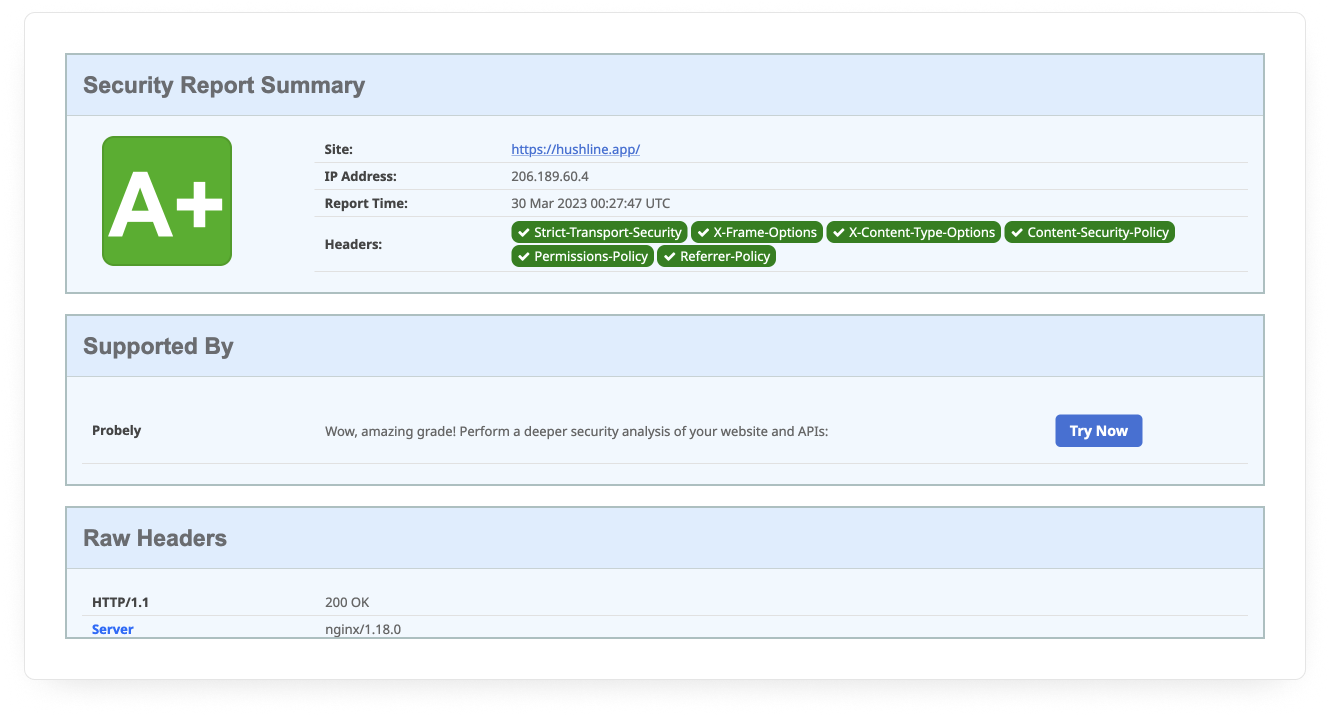 Security Report Summary
A+
Site: https://hushline.app/
IP Address: 206.189.60.4
Report Time: 30 Mar 2023 00:27:47 UTC
Headers: Strict-Transport-Security X-Frame-Options X-Content-Type-Options Content-Security-Policy
Permissions-Policy Referrer-Policy
Supported By
Probely Wow, amazing grade! Perform a deeper security analysis of your website and APIs: Try Now
Raw Headers
HTTP/1.1 200 OK
Server nginx/1.18.0